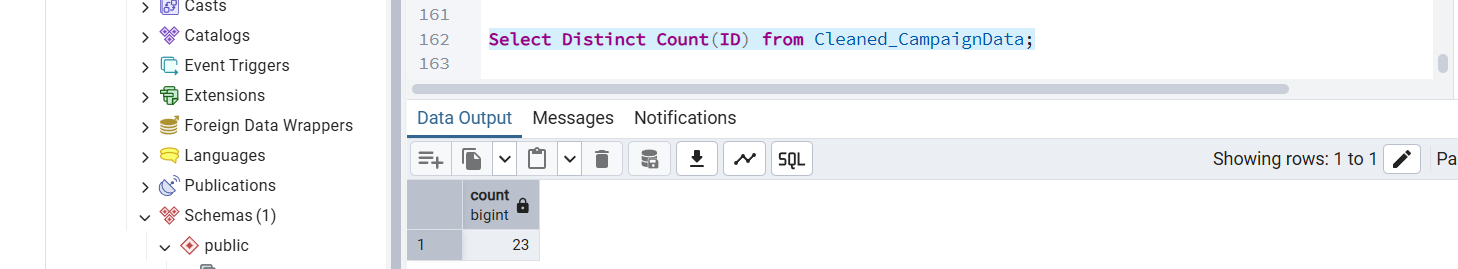 Casts
Catalogs
Event Triggers
Extensions
Foreign Data Wrappers
Languages
Publications
Schemas (1)
public
161
162 Select Distinct Count(ID) from Cleaned_CampaignData;
163
Data Output Messages Notifications
SQL
Showing rows: 1 to 1
Pa
count
bigint
1 23